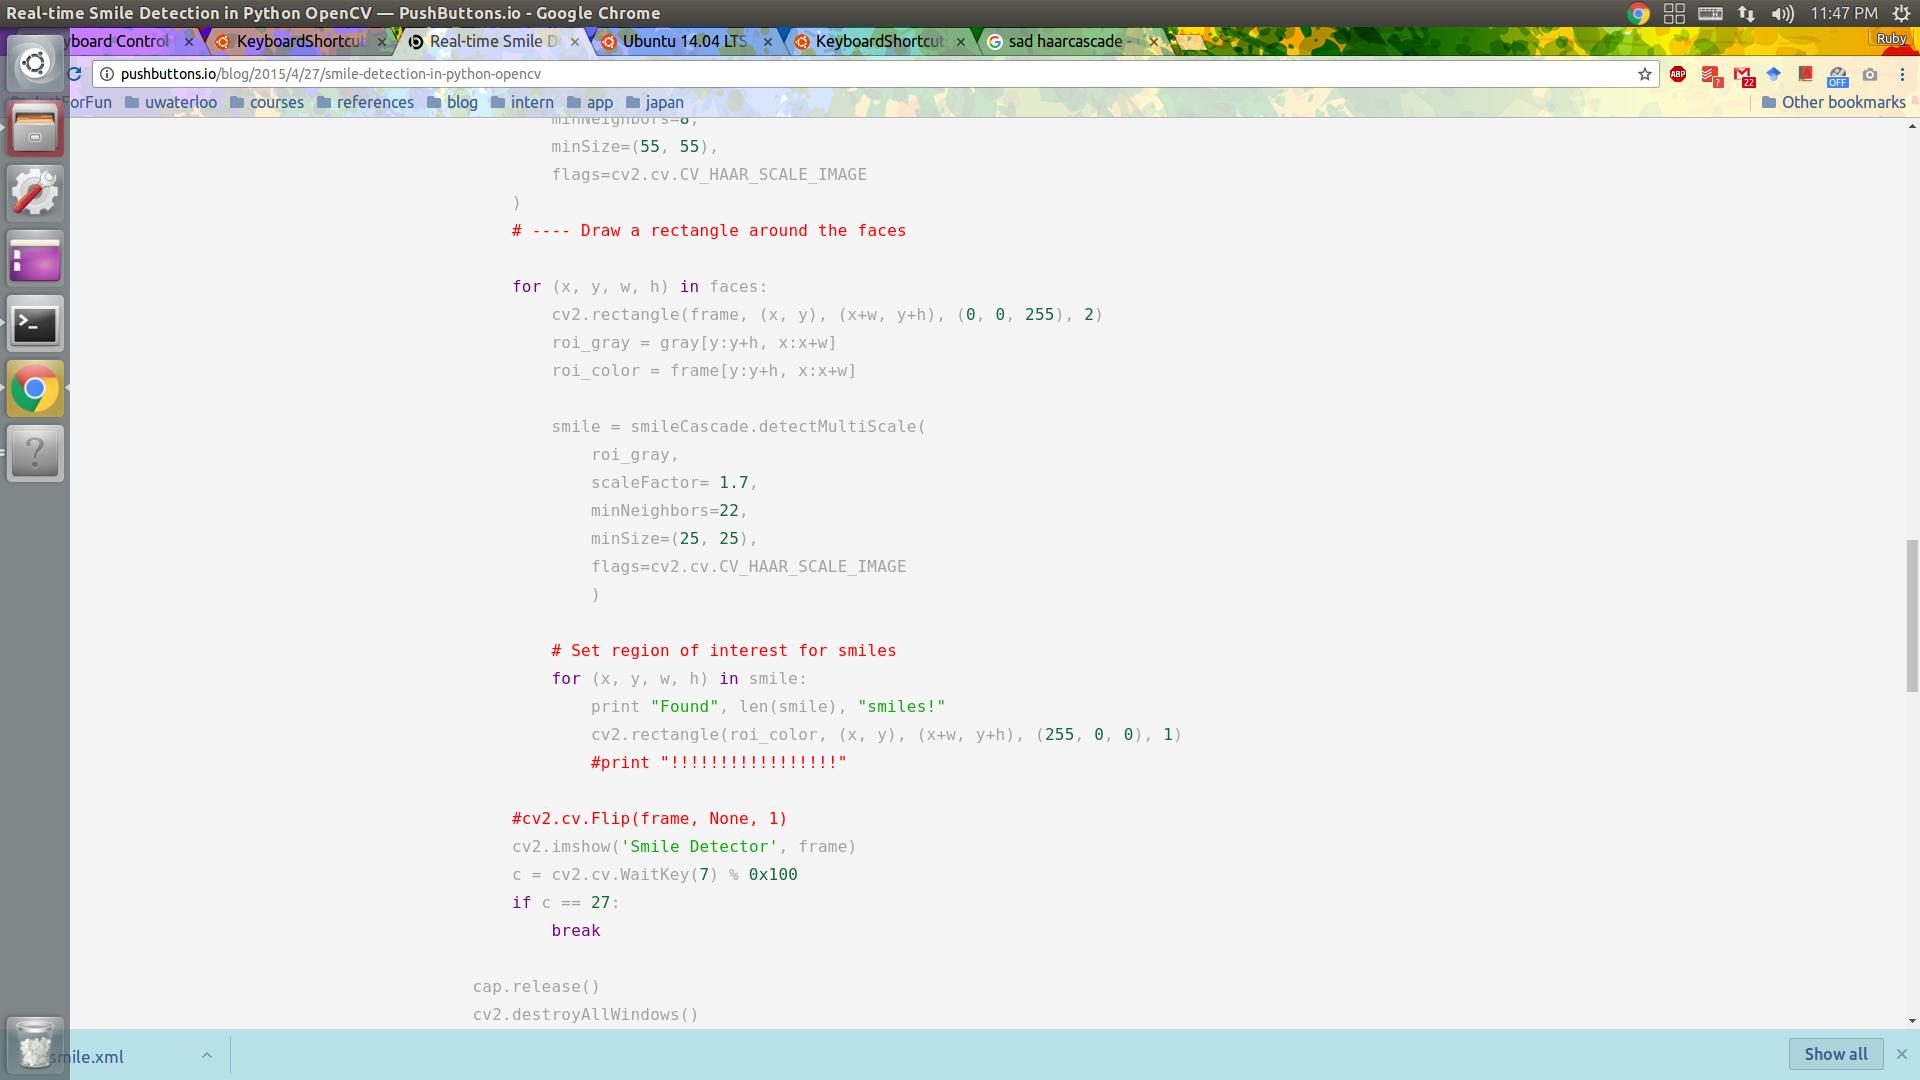 Real-time Smile Detection in Python OpenCV — PushButtons.io - Google Chrome
11:47 PM
yboard Control
KeyboardShortcut
Real-time Smile D
Ubuntu 14.04 LTS
KeyboardShortcut
sad haarcascade -
Ruby
pushbuttons.io/blog/2015/4/27/smile-detection-in-python-opencv
ABP
?
22
OFF
JustForFun
uwaterloo
courses
references
blog
intern
app
japan
Other bookmarks
minNeighbors=8,
minSize=(55, 55),
flags=cv2.cv.CV_HAAR_SCALE_IMAGE
)
# ---- Draw a rectangle around the faces
for (x, y, w, h) in faces:
cv2.rectangle(frame, (x, y), (x+w, y+h), (0, 0, 255), 2)
roi_gray = gray[y:y+h, x:x+w]
roi_color = frame[y:y+h, x:x+w]
smile = smileCascade.detectMultiScale(
roi_gray,
scaleFactor= 1.7,
minNeighbors=22,
minSize=(25, 25),
flags=cv2.cv.CV_HAAR_SCALE_IMAGE
)
# Set region of interest for smiles
for (x, y, w, h) in smile:
print "Found", len(smile), "smiles!"
cv2.rectangle(roi_color, (x, y), (x+w, y+h), (255, 0, 0), 1)
#print "!!!!!!!!!!!!!!!!!"
#cv2.cv.Flip(frame, None, 1)
cv2.imshow('Smile Detector', frame)
c = cv2.cv.WaitKey(7) % 0x100
if c == 27:
break
cap.release()
cv2.destroyAllWindows()
smile.xml
Show all